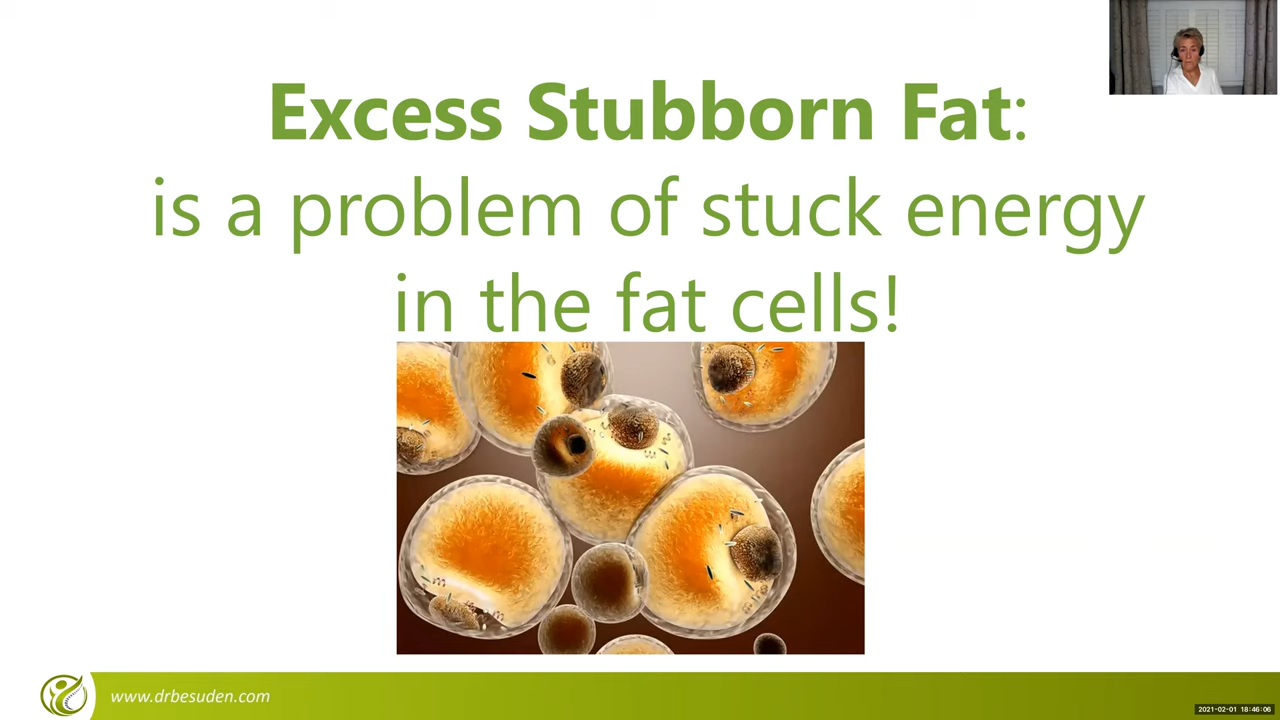 Excess Stubborn Fat:
is a problem of stuck energy
in the fat cells!
www.drbesuden.com
2021-02-01 18:46:06